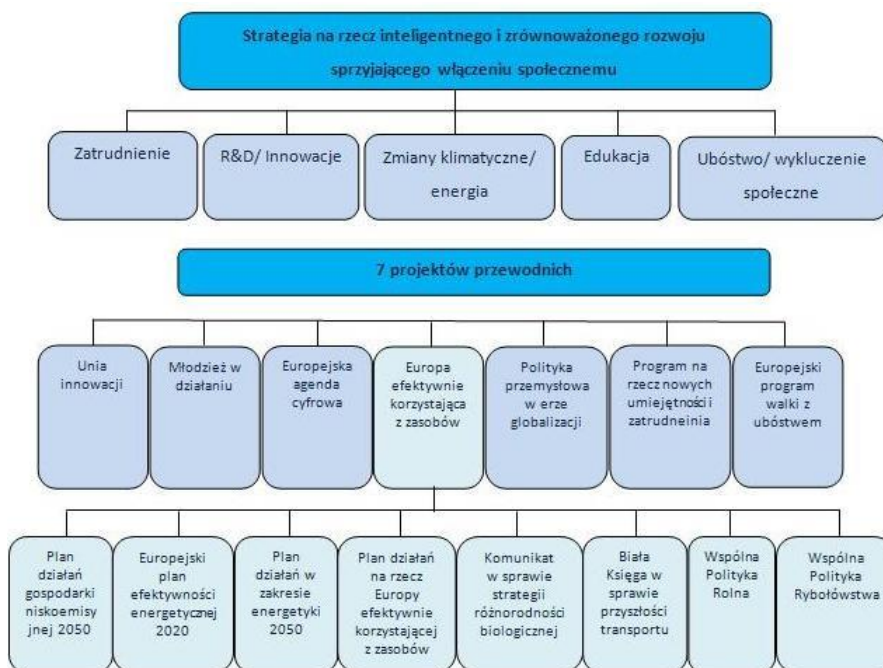 Strategia na rzecz inteligentnego i zrównoważonego rozwoju
sprzyjającego włączeniu społecznemu
Zatrudnienie
R&D/ Innowacje
Zmiany klimatyczne/
energia
Edukacja
Ubóstwo/ wykluczenie
społeczne
7 projektów przewodnich
Unia
innowacji
Młodzież w
działaniu
Europejska
agenda
cyfrowa
Europa
efektywnie
korzystająca
z zasobów
Polityka
przemysłowa
w erze
globalizacji
Program na
rzecz nowych
umiejętności i
zatrudneinia
Europejski
program
walki z
ubóstwem
Plan
działań
gospodarki
niskoemisy
jnej 2050
Europejski
plan
efektywności
energetycznej
2020
Plan
działań w
zakresie
energetyki
2050
Plan działań
na rzecz
Europy
efektywnie
korzystającej
z zasobów
Komunikat
w sprawie
strategii
różnorodności
biologicznej
Biała
Księga w
sprawie
przyszłości
transportu
Wspólna
Polityka
Rolna
Wspólna
Polityka
Rybołówstwa